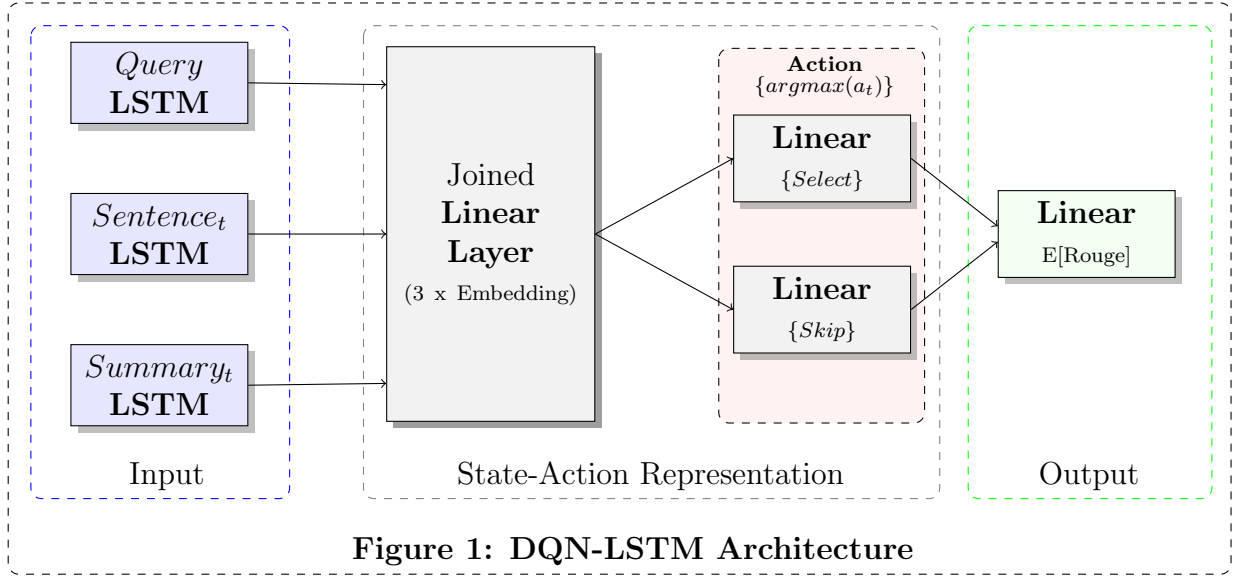 Query
LSTM
Sentence_t
LSTM
Summary_t
LSTM
Input
Joined
Linear
Layer
(3 x Embedding)
Action
{argmax(a_t)}
Linear
{Select}
Linear
{Skip}
State-Action Representation
Linear
E[Rouge]
Output
Figure 1: DQN-LSTM Architecture